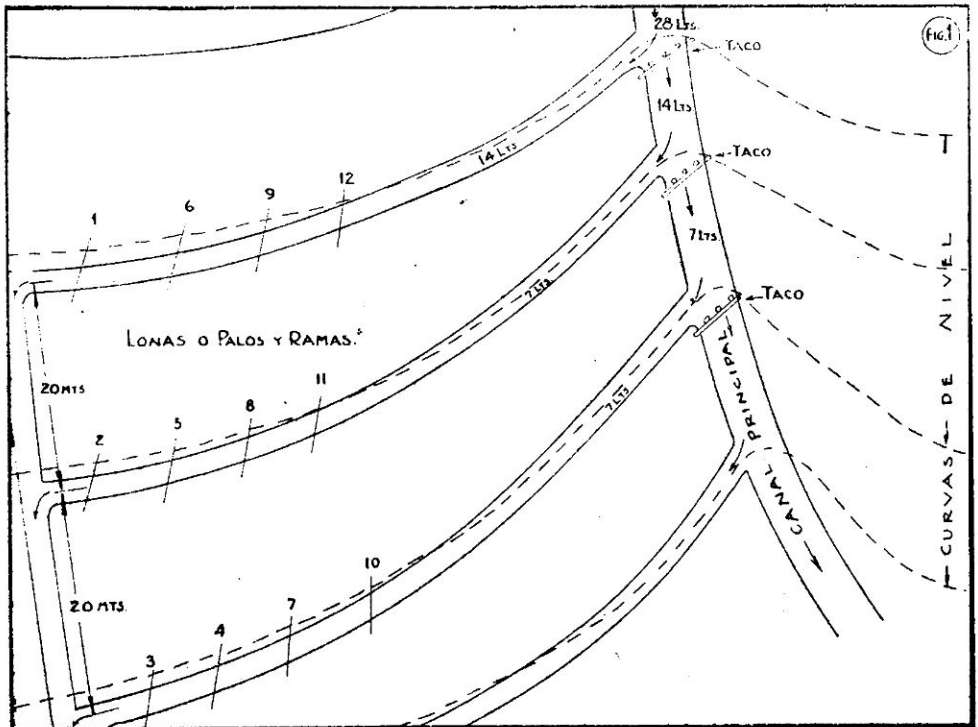 FIG.1
28 LTS.
TACO
14 LTS
14 LTS
TACO
12
9
6
1
7 LTS.
7 LTS
TACO
LONAS O PALOS Y RAMAS.
20 MTS
11
8
5
2
7 LTS
CANAL PRINCIPAL
CURVAS DE NIVEL
10
7
4
3
20 MTS.